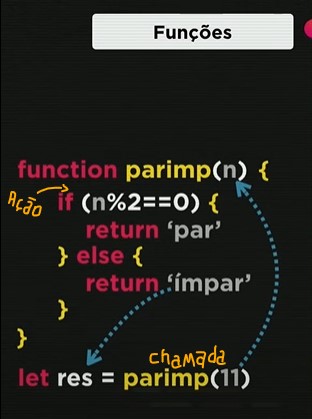 Funções
function parimp(n) {
Ação
if (n%2==0) {
return ‘par’
} else {
return ‘ímpar’
}
}
chamada
let res = parimp(11)